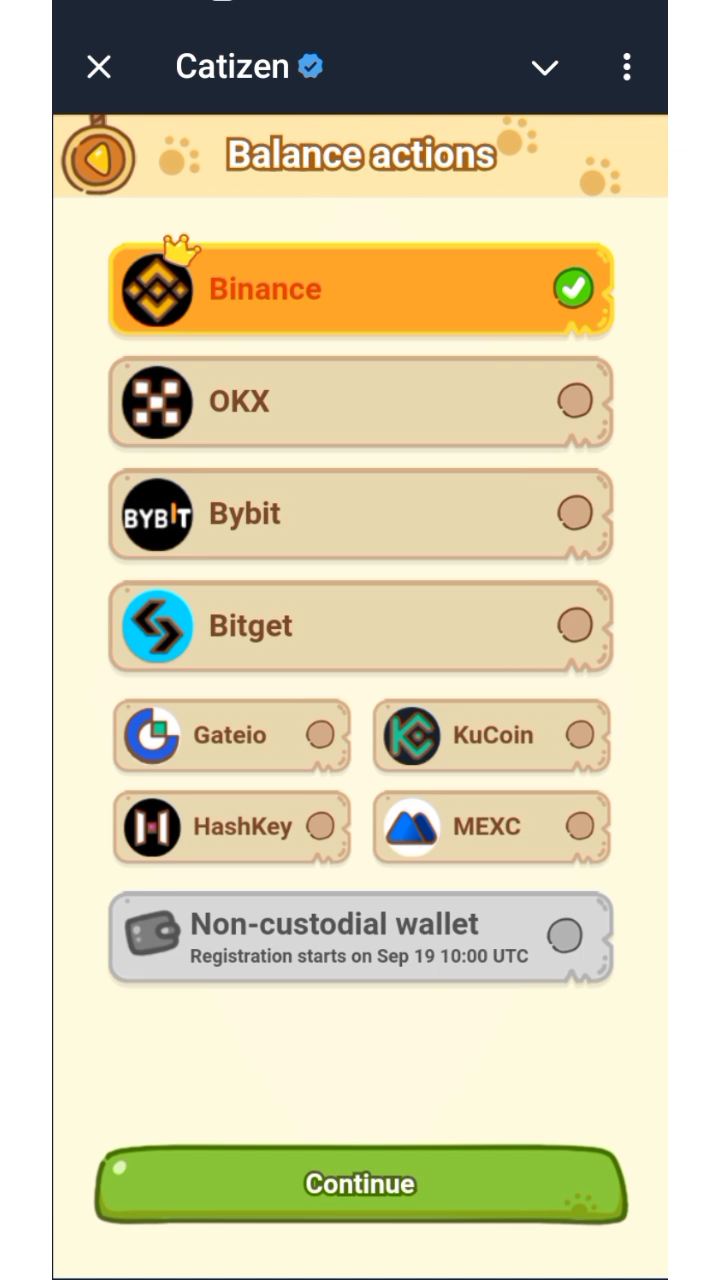 Catizen
Balance actions
Binance
OKX
BYBIT
Bybit
Bitget
Gateio
KuCoin
HashKey
MEXC
Non-custodial wallet
Registration starts on Sep 19 10:00 UTC
Continue